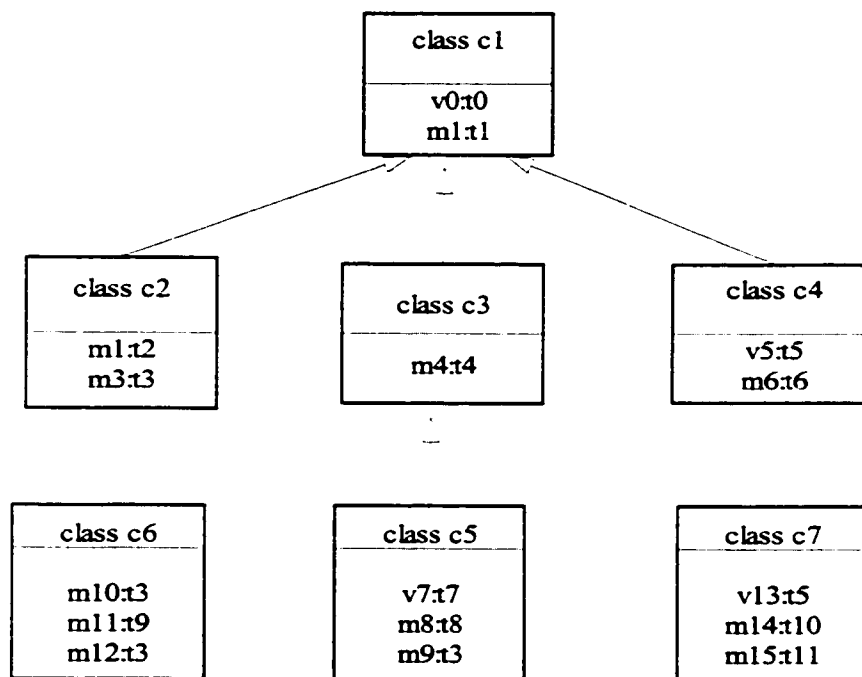 class c1
v0:t0
m1:t1
class c2
m1:t2
m3:t3
class c3
m4:t4
class c4
v5:t5
m6:t6
class c6
m10:t3
m11:t9
m12:t3
class c5
v7:t7
m8:t8
m9:t3
class c7
v13:t5
m14:t10
m15:t11